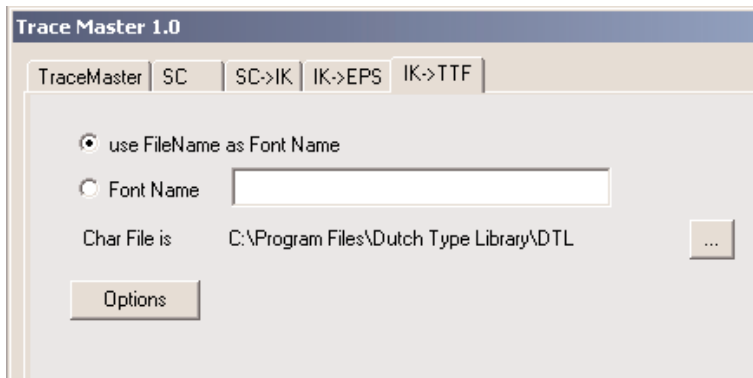 Trace Master 1.0
TraceMaster SC SC->IK IK->EPS IK->TTF
use FileName as Font Name
Font Name
Char File is C:\Program Files\Dutch Type Library\DTL ...
Options